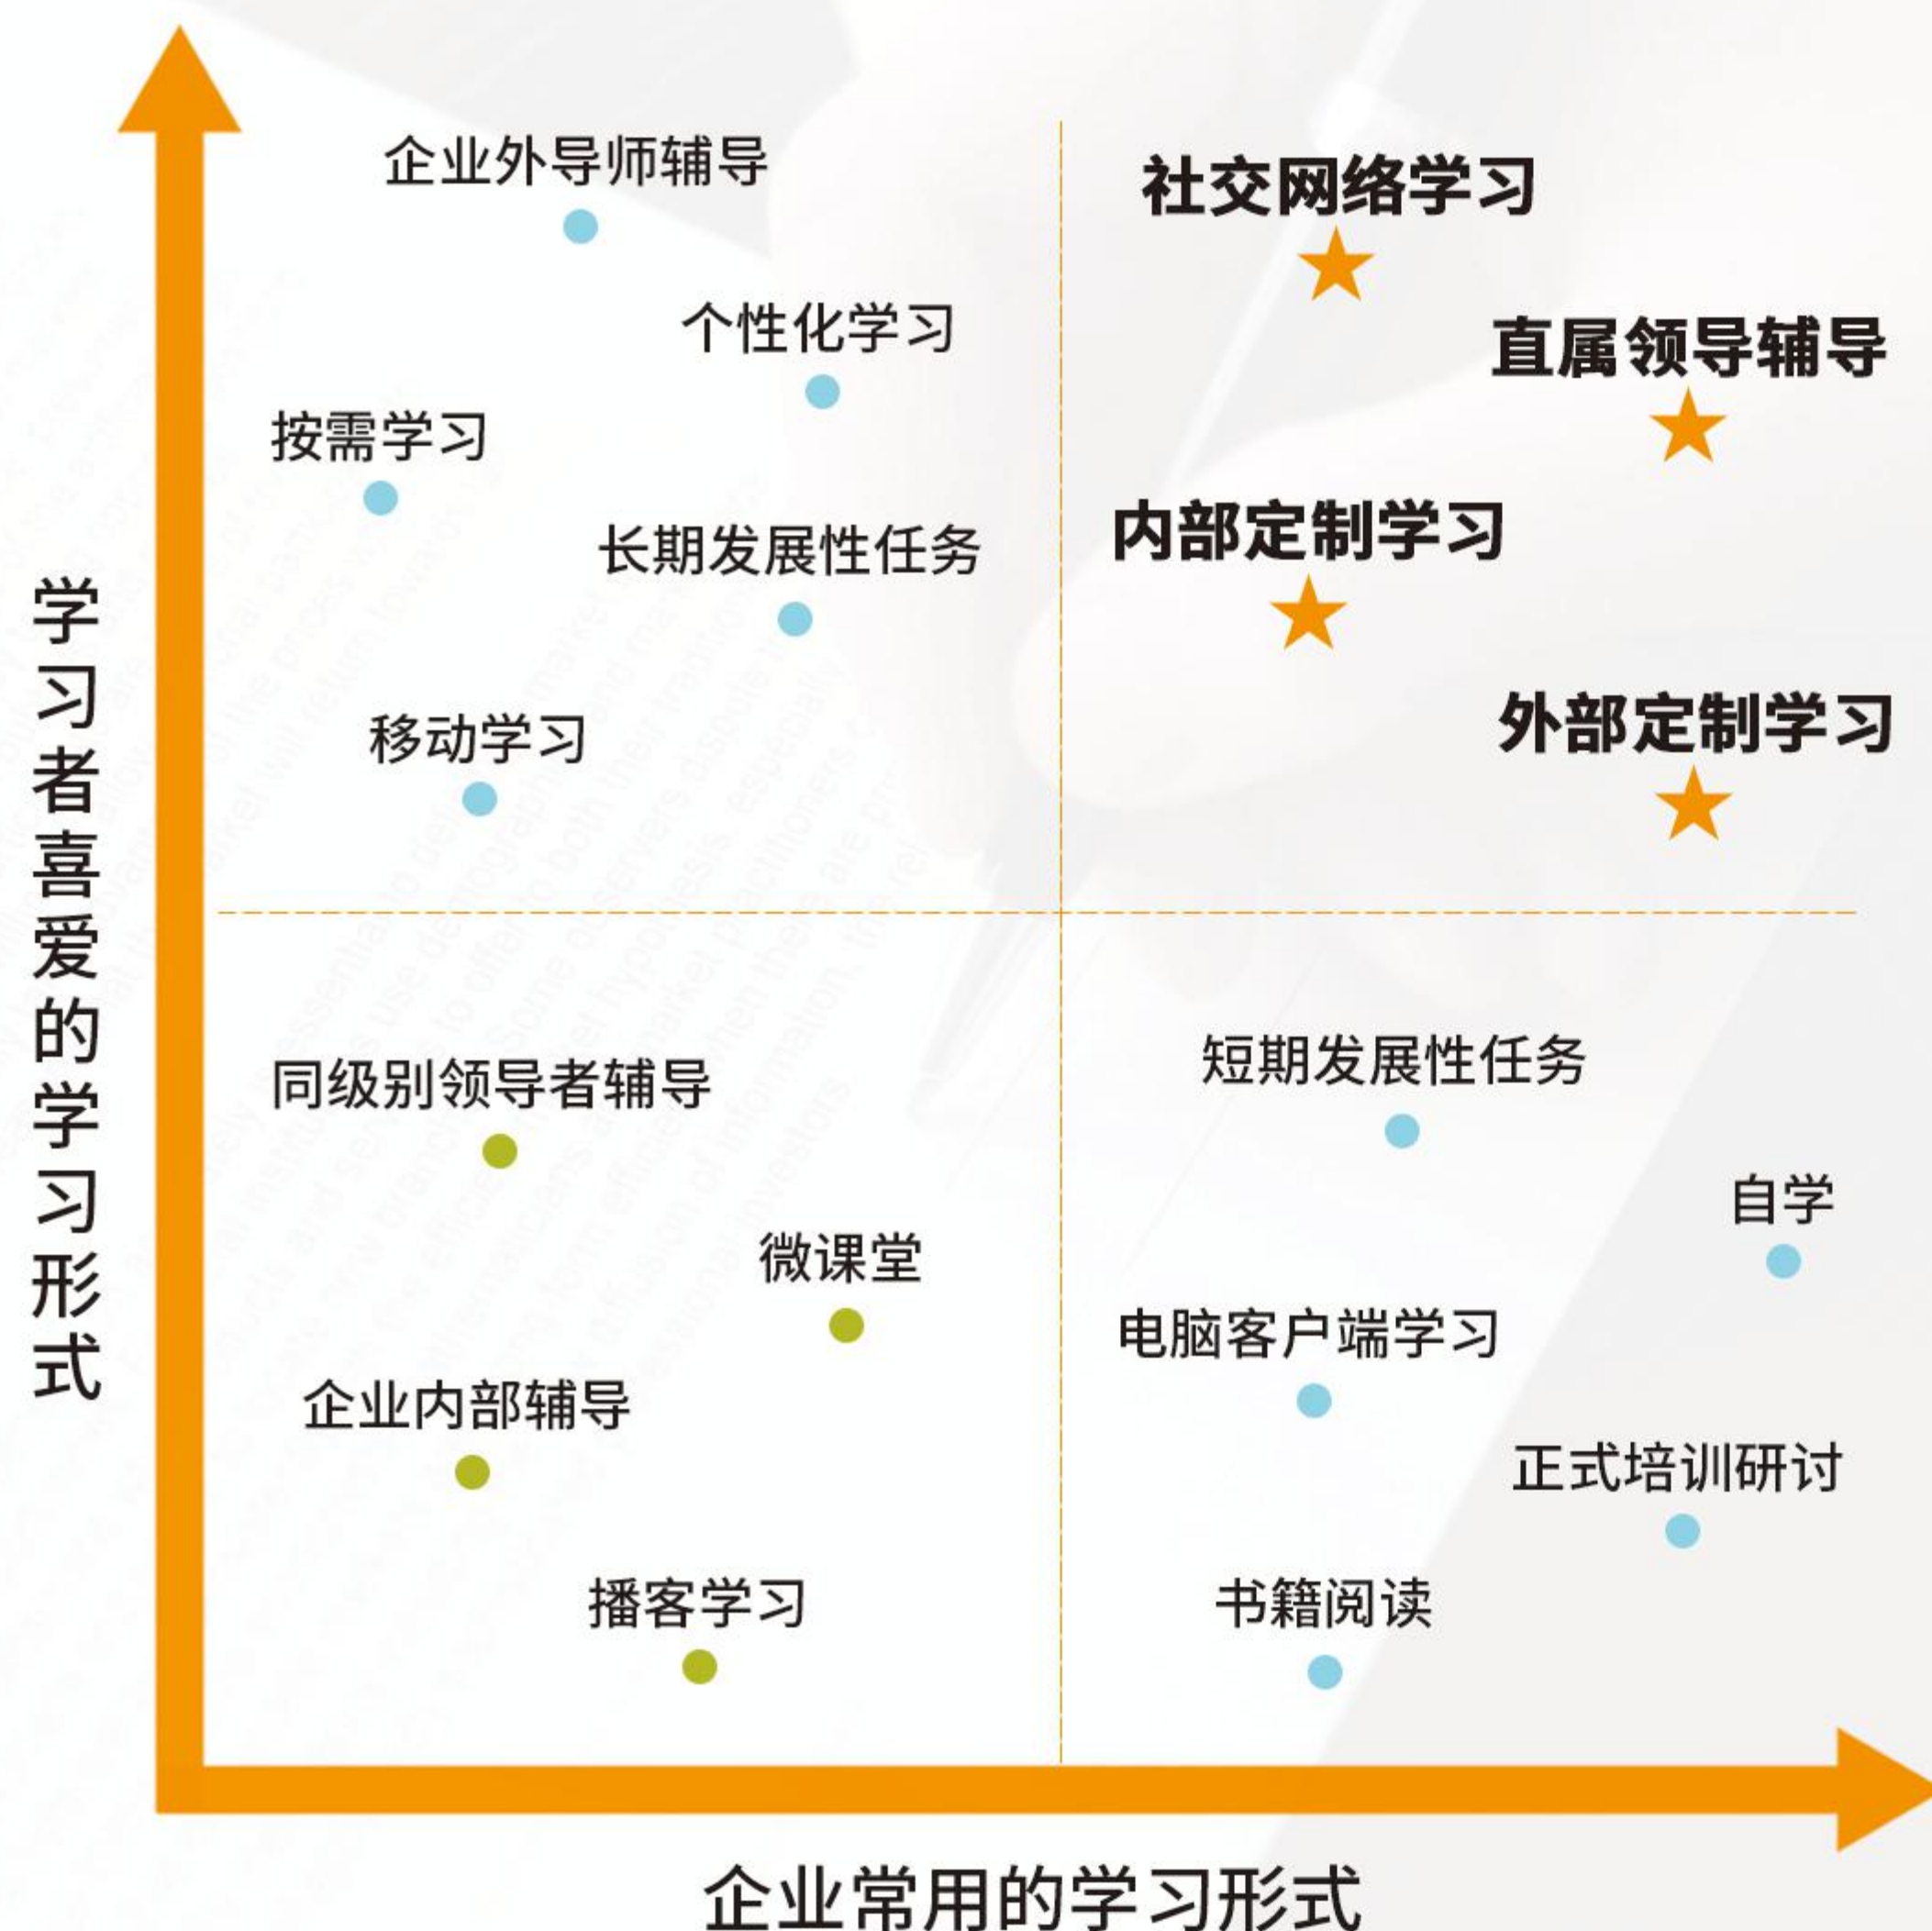 企业外导师辅导
社交网络学习
个性化学习
直属领导辅导
按需学习
长期发展性任务
内部定制学习
移动学习
外部定制学习
学习者喜爱的学习形式
同级别领导者辅导
短期发展性任务
自学
微课堂
电脑客户端学习
企业内部辅导
正式培训研讨
播客学习
书籍阅读
企业常用的学习形式